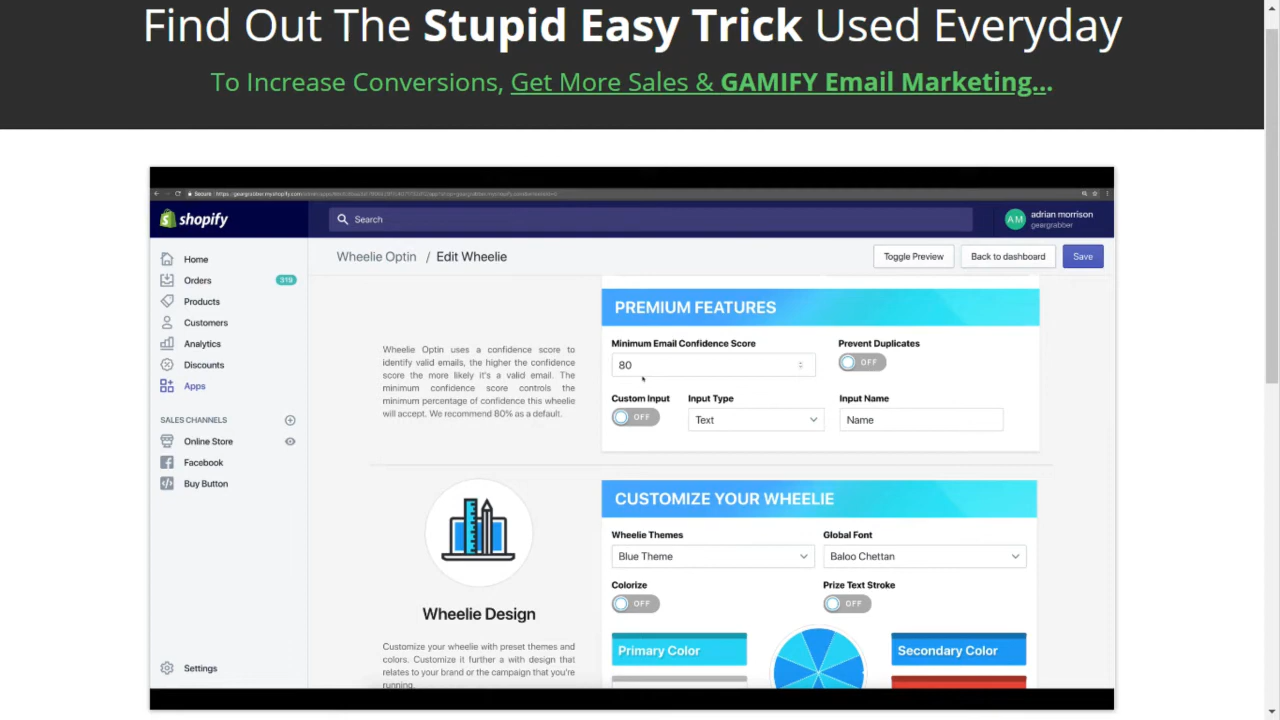 Find Out The Stupid Easy Trick Used Everyday
To Increase Conversions, Get More Sales & GAMIFY Email Marketing...
Secure
shopify
Search
AM
adrian morrison
geargrabber
Wheelie Optin / Edit Wheelie
Toggle Preview
Back to dashboard
Save
Home
Orders
319
Products
Customers
Analytics
Discounts
Apps
SALES CHANNELS
Online Store
Facebook
Buy Button
Settings
Wheelie Optin uses a confidence score to
identify valid emails, the higher the confidence
score the more likely it's a valid email. The
minimum confidence score controls the
minimum percentage of confidence this wheelie
will accept. We recommend 80% as a default.
PREMIUM FEATURES
Minimum Email Confidence Score
Prevent Duplicates
80
OFF
Custom Input
Input Type
Input Name
OFF
Text
Name
Wheelie Design
Customize your wheelie with preset themes and
colors. Customize it further a with design that
relates to your brand or the campaign that you're
running.
CUSTOMIZE YOUR WHEELIE
Wheelie Themes
Global Font
Blue Theme
Baloo Chettan
Colorize
Prize Text Stroke
OFF
OFF
Primary Color
Secondary Color